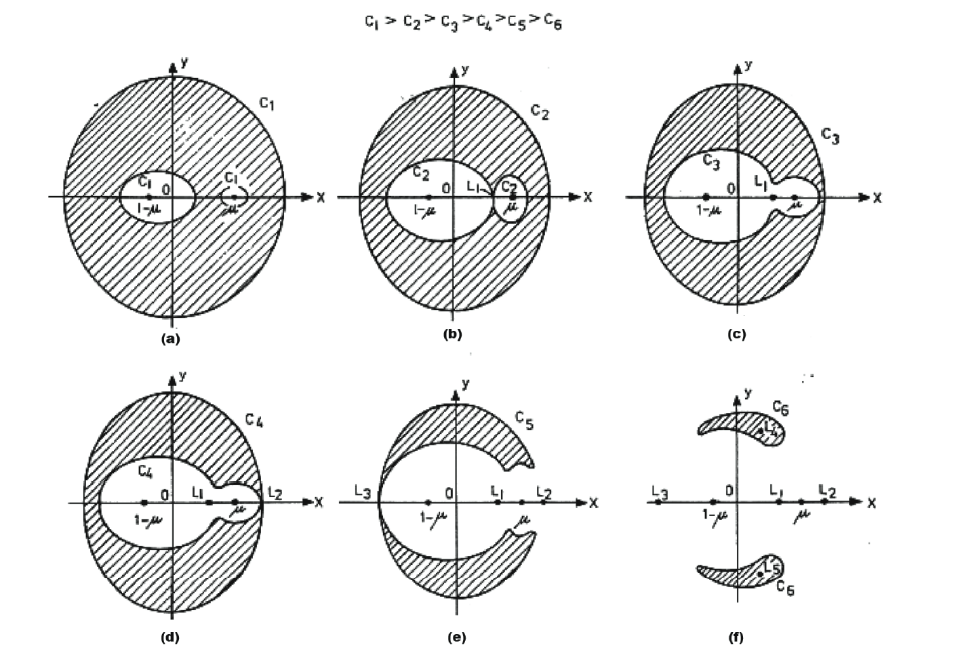 C₁ > C₂ > C₃ > C₄ > C₅ > C₆
y
C₁
C₁
0
C₁
X
1-μ
μ
(a)
y
C₂
C₂
0
L₁
C₂
X
1-μ
μ
(b)
y
C₃
C₃
0
L₁
X
1-μ
μ
(c)
y
C₄
C₄
0
L₁
L₂
X
1-μ
μ
(d)
y
C₅
L₃
0
L₁
L₂
X
1-μ
μ
(e)
y
C₆
L₄
L₃
0
L₁
L₂
X
1-μ
μ
L₅
C₆
(f)